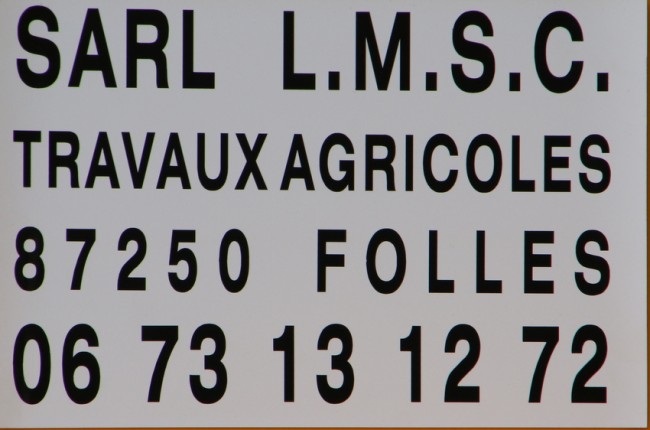 SARL L.M.S.C.
TRAVAUX AGRICOLES
87250 FOLLES
06 73 13 12 72